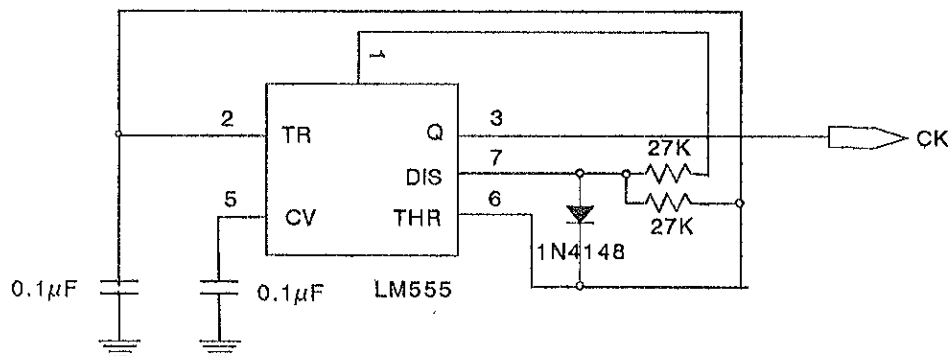 1
2
TR
Q
3
CK
7
27K
DIS
5
CV
THR
6
27K
1N4148
0.1µF
0.1µF
LM555